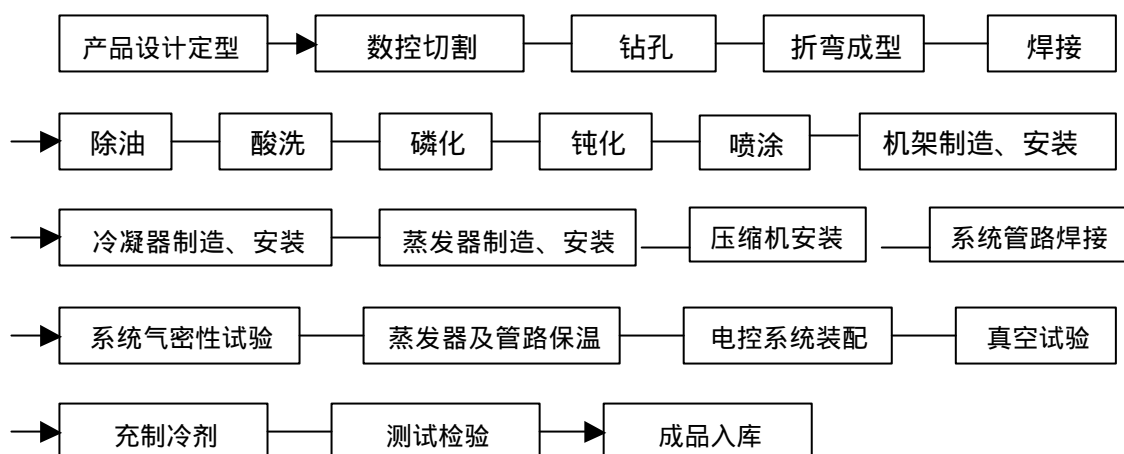 产品设计定型 数控切割 钻孔 折弯成型 焊接
除油 酸洗 磷化 钝化 喷涂 机架制造、安装
冷凝器制造、安装 蒸发器制造、安装 压缩机安装 系统管路焊接
系统气密性试验 蒸发器及管路保温 电控系统装配 真空试验
充制冷剂 测试检验 成品入库